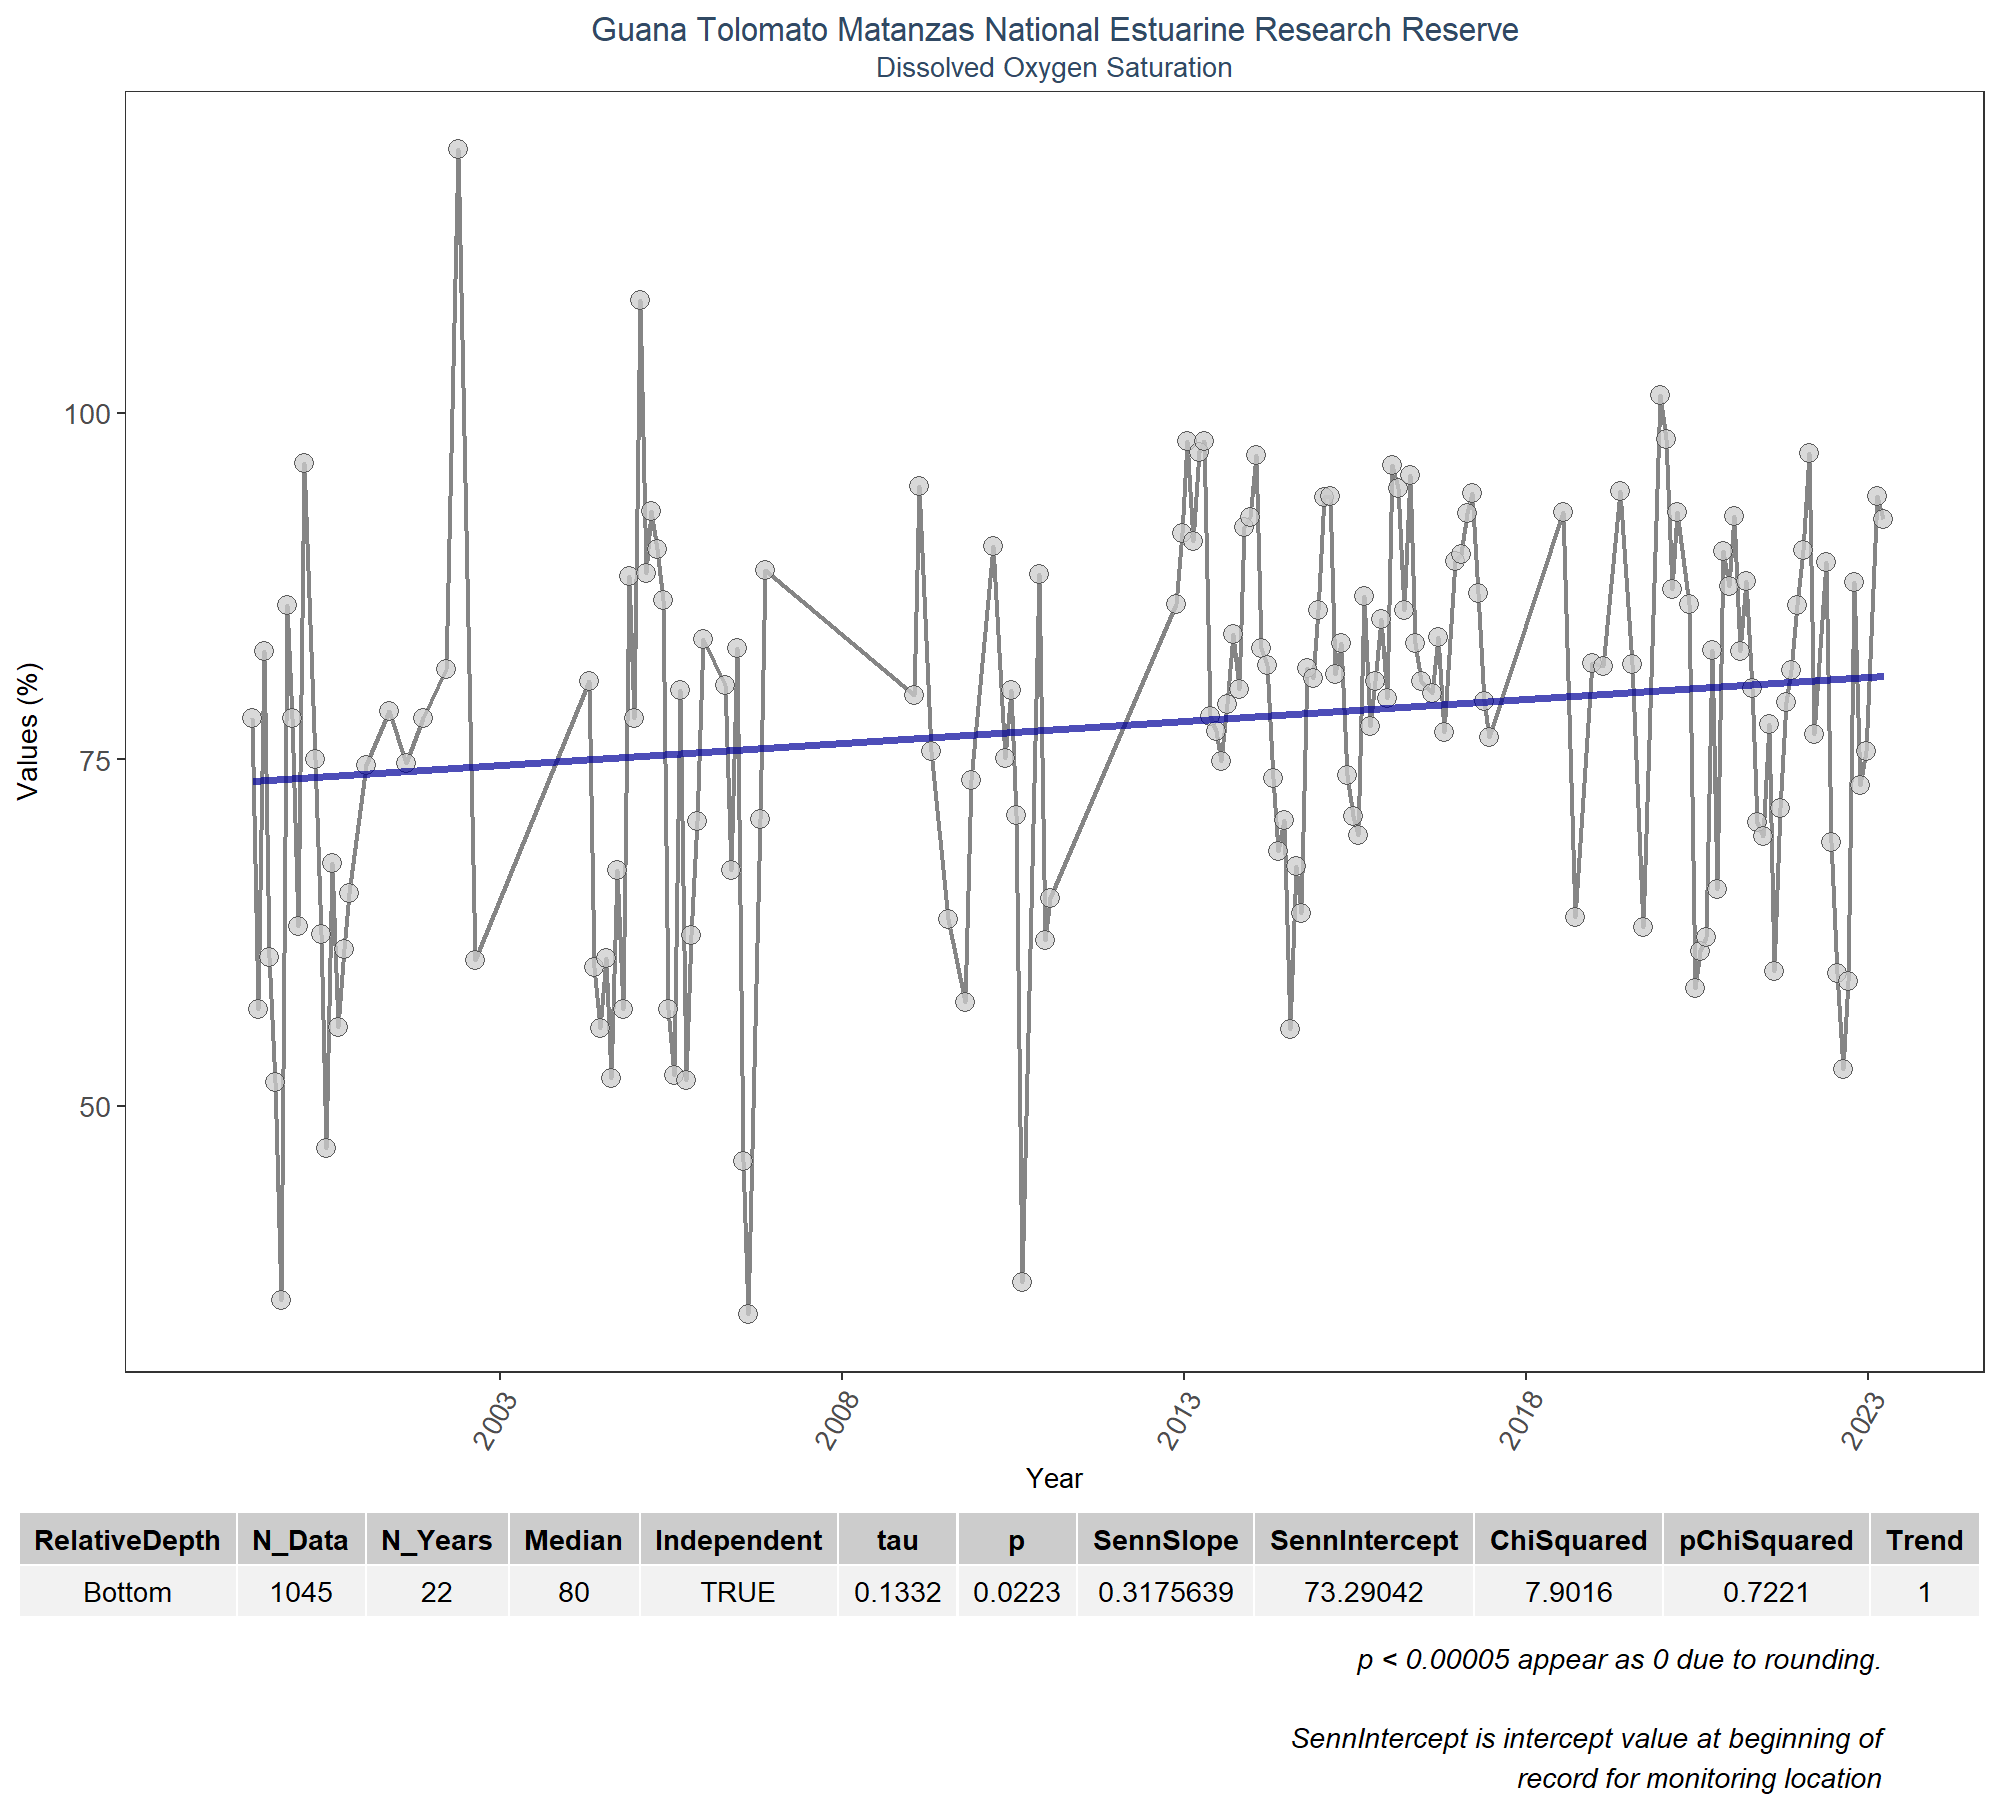 Guana Tolomato Matanzas National Estuarine Research Reserve
Dissolved Oxygen Saturation
Values (%)
100
75
50
2003 2008 2013 2018 2023
Year
RelativeDepth N_Data N_Years Median Independent tau p SennSlope SennIntercept ChiSquared pChiSquared Trend
Bottom 1045 22 80 TRUE 0.1332 0.0223 0.3175639 73.29042 7.9016 0.7221 1
p < 0.00005 appear as 0 due to rounding.
SennIntercept is intercept value at beginning of
record for monitoring location